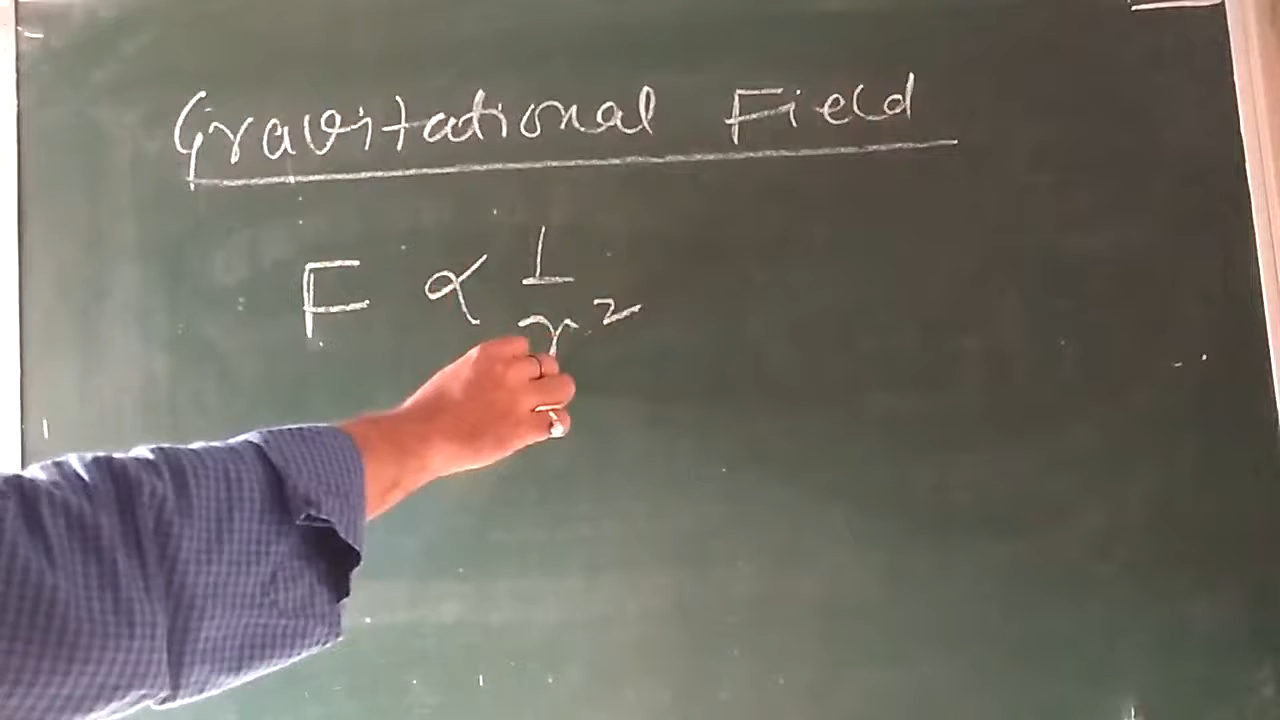 Gravitational Field
F ∝ 1/r²